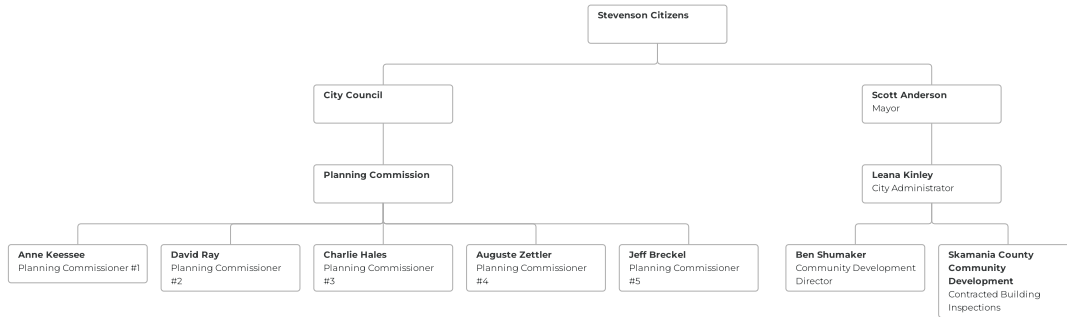 Stevenson Citizens
City Council
Scott Anderson
Mayor
Planning Commission
Leana Kinley
City Administrator
Anne Keessee
Planning Commissioner #1
David Ray
Planning Commissioner
#2
Charlie Hales
Planning Commissioner
#3
Auguste Zettler
Planning Commissioner
#4
Jeff Breckel
Planning Commissioner
#5
Ben Shumaker
Community Development
Director
Skamania County
Community
Development
Contracted Building
Inspections